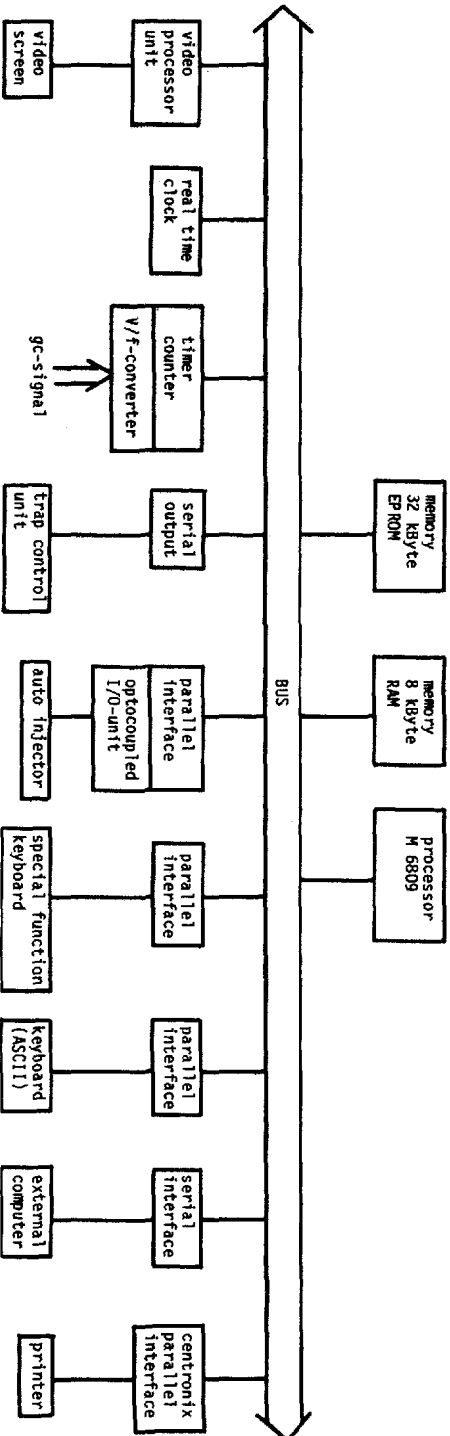 memory
32 kByte
EPROM
memory
8 kByte
RAM
processor
M 6809
BUS
video
processor
unit
real time
clock
timer
counter
V/f-converter
serial
output
parallel
interface
optocoupled
I/O-unit
parallel
interface
parallel
interface
serial
interface
centronix
parallel
interface
video
screen
gc-signal
trap control
unit
auto injector
special function
keyboard
keyboard
(ASCII)
external
computer
printer